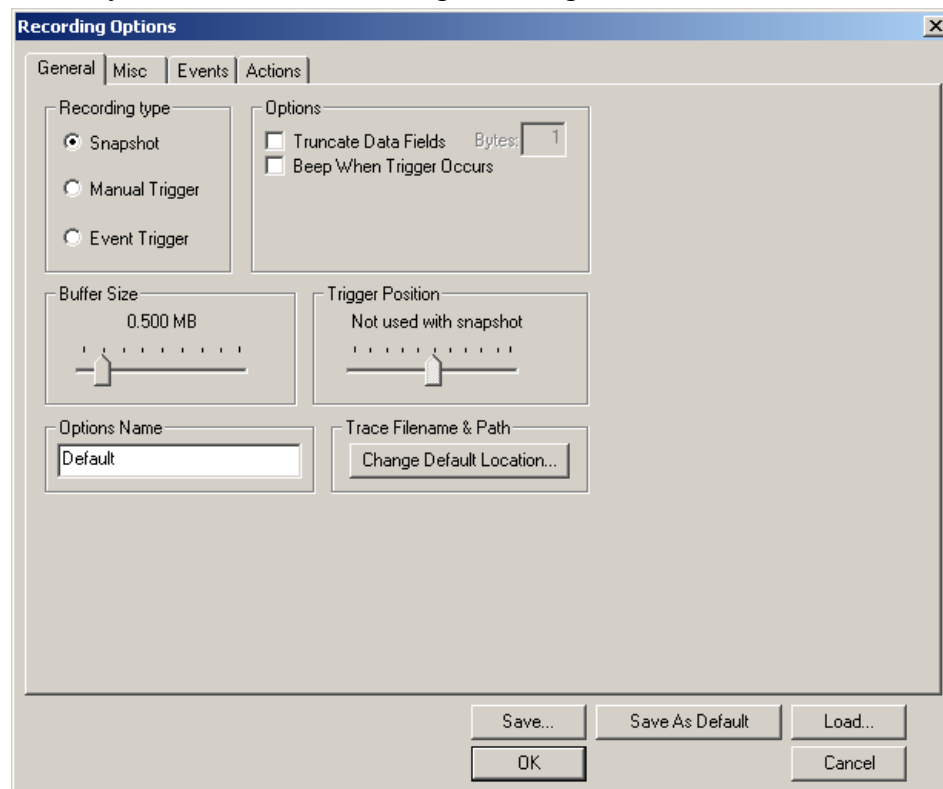 Recording Options
General Misc Events Actions
Recording type
Snapshot
Manual Trigger
Event Trigger
Options
Truncate Data Fields Bytes: 1
Beep When Trigger Occurs
Buffer Size
0.500 MB
Trigger Position
Not used with snapshot
Options Name
Default
Trace Filename & Path
Change Default Location...
Save... Save As Default Load...
OK Cancel